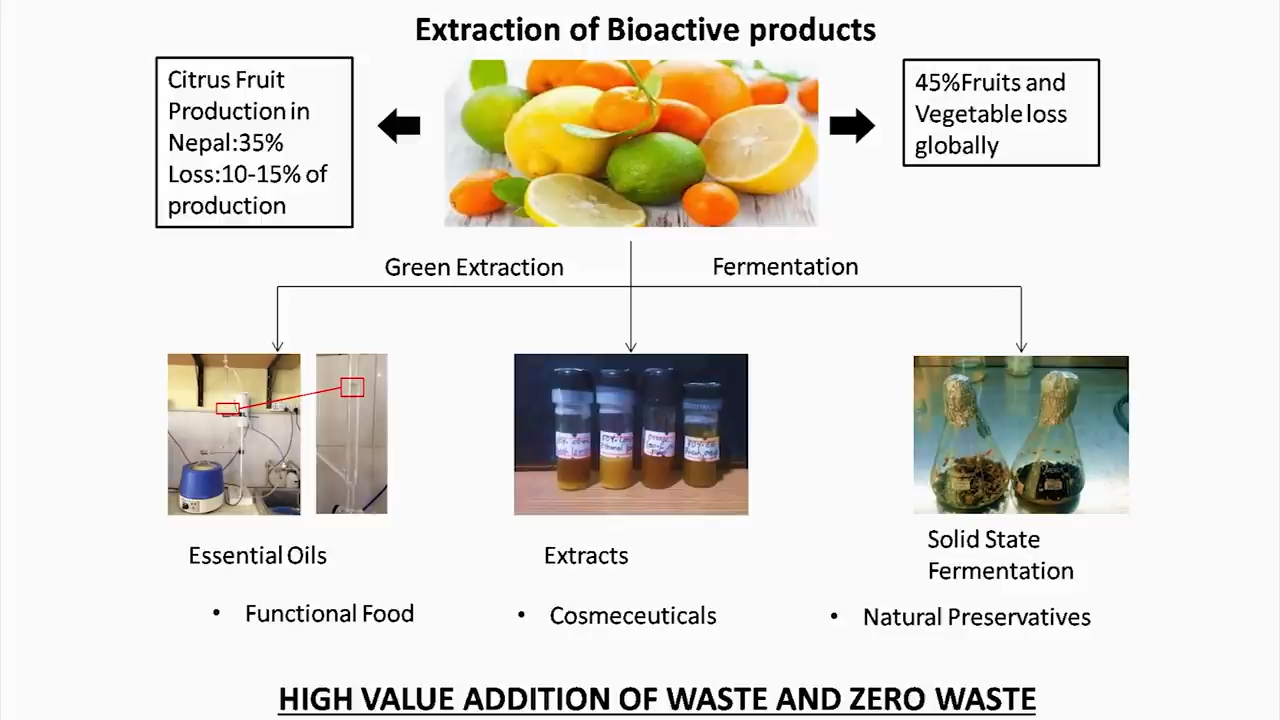 Extraction of Bioactive products
Citrus Fruit
Production in
Nepal:35%
Loss:10-15% of
production
45%Fruits and
Vegetable loss
globally
Green Extraction
Fermentation
Essential Oils
Extracts
Solid State
Fermentation
• Functional Food
• Cosmeceuticals
• Natural Preservatives
HIGH VALUE ADDITION OF WASTE AND ZERO WASTE